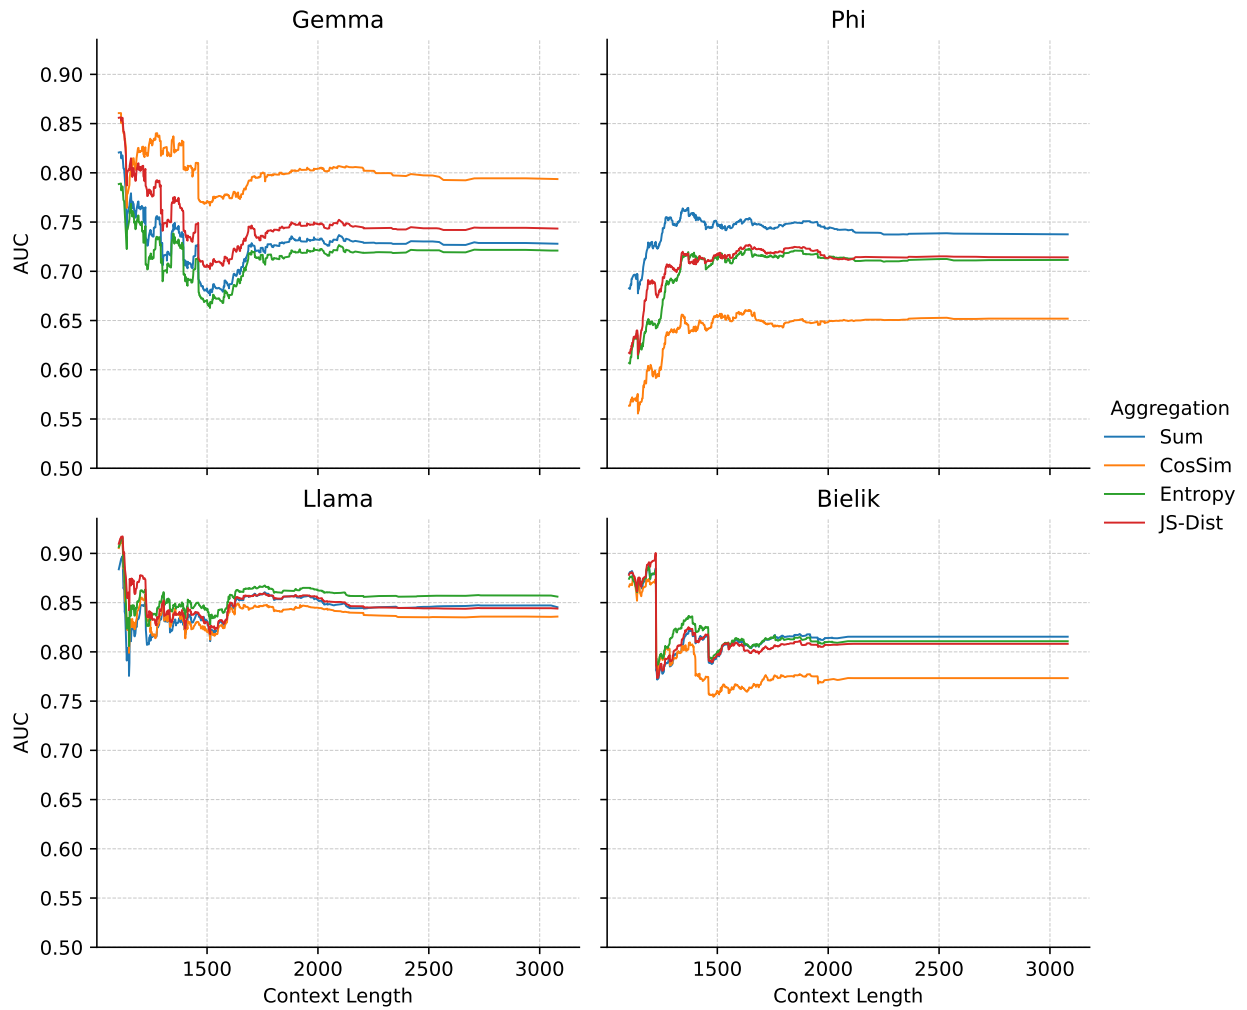 Gemma
Phi
0.90
0.85
0.80
0.75
0.70
0.65
0.60
0.55
0.50
AUC
Aggregation
Sum
CosSim
Entropy
JS-Dist
Llama
Bielik
0.90
0.85
0.80
0.75
0.70
0.65
0.60
0.55
0.50
AUC
1500 2000 2500 3000
1500 2000 2500 3000
Context Length
Context Length